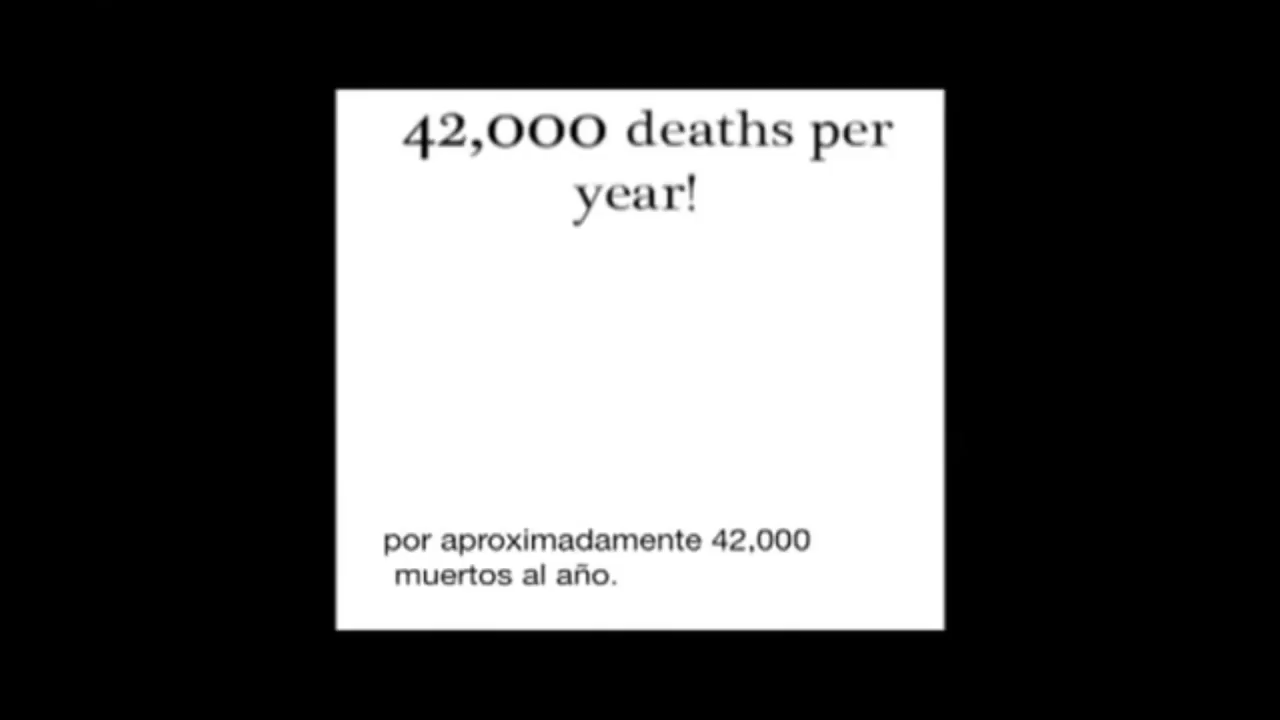 42,000 deaths per
year!
por aproximadamente 42,000
muertos al año.